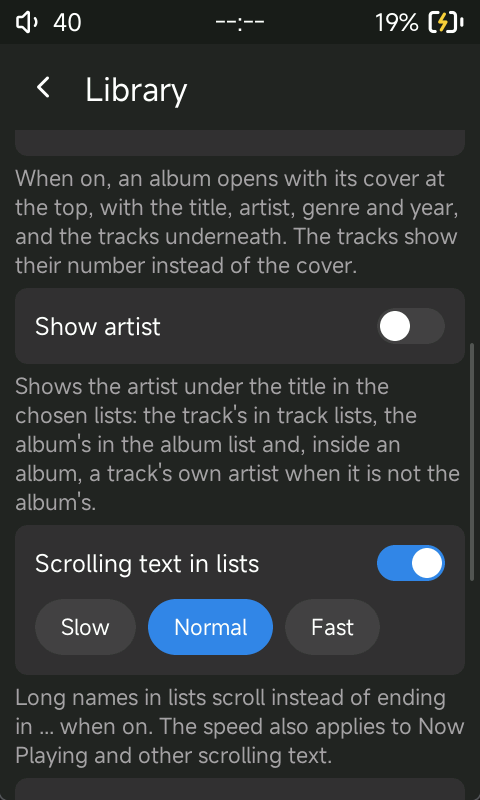 40
--:--
19%
Library
When on, an album opens with its cover at
the top, with the title, artist, genre and year,
and the tracks underneath. The tracks show
their number instead of the cover.
Show artist
Shows the artist under the title in the
chosen lists: the track's in track lists, the
album's in the album list and, inside an
album, a track's own artist when it is not the
album's.
Scrolling text in lists
Slow
Normal
Fast
Long names in lists scroll instead of ending
in ... when on. The speed also applies to Now
Playing and other scrolling text.